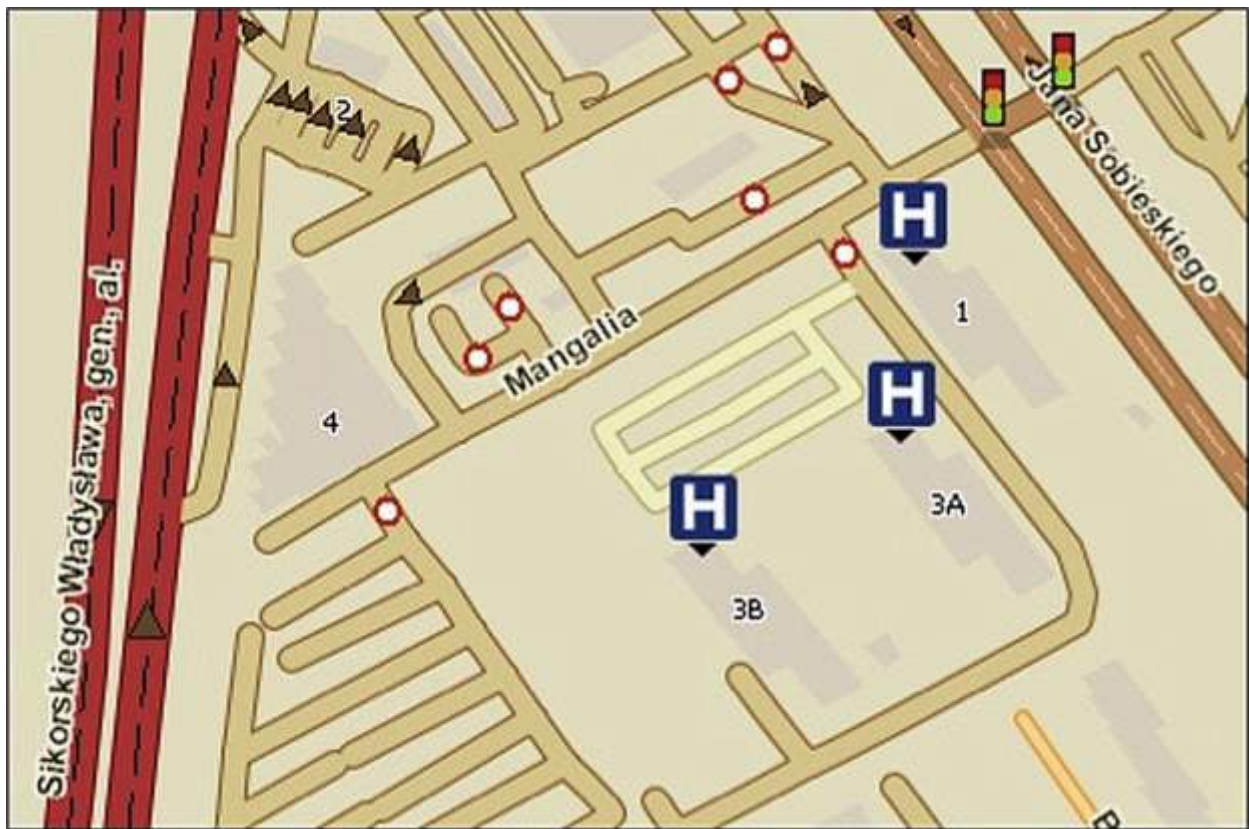 2
Jana Sobieskiego
H
1
Sikorskiego Władysława, gen., al.
Mangalia
H
4
H
3A
3B
B